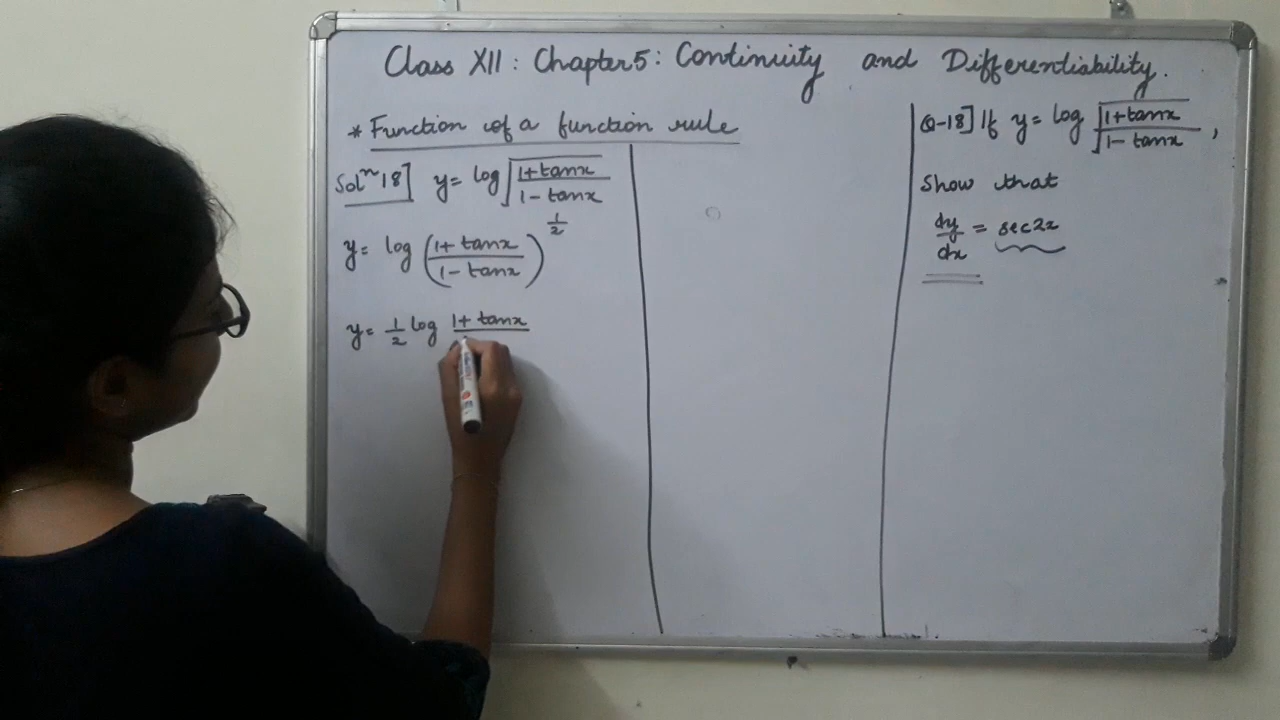 Class XII : Chapter 5 : Continuity and Differentiability.
* Function of a function rule
Solⁿ 18] y = log √(1+tanx / 1-tanx)
y = log (1+tanx / 1-tanx)^(1/2)
y = 1/2 log 1+tanx
Q-18] If y = log √(1+tanx / 1-tanx),
Show that
dy/dx = sec2x